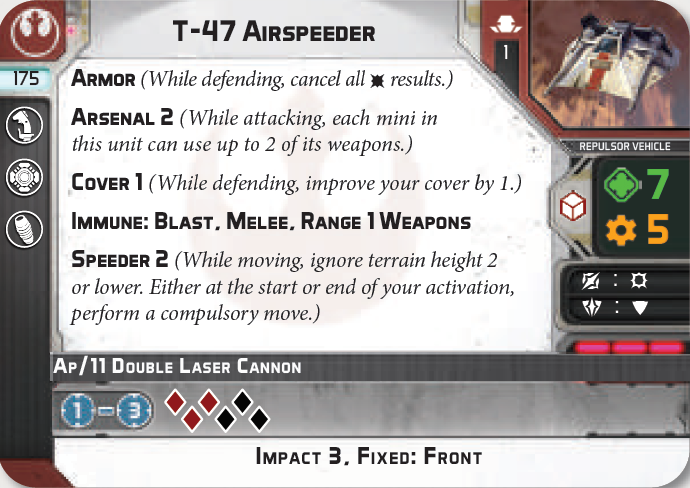 T-47 Airspeeder
1
175
Armor (While defending, cancel all results.)
Arsenal 2 (While attacking, each mini in
this unit can use up to 2 of its weapons.)
Cover 1 (While defending, improve your cover by 1.)
Immune: Blast, Melee, Range 1 Weapons
Speeder 2 (While moving, ignore terrain height 2
or lower. Either at the start or end of your activation,
perform a compulsory move.)
REPULSOR VEHICLE
7
5
:
:
Ap/11 Double Laser Cannon
1-3
Impact 3, Fixed: Front